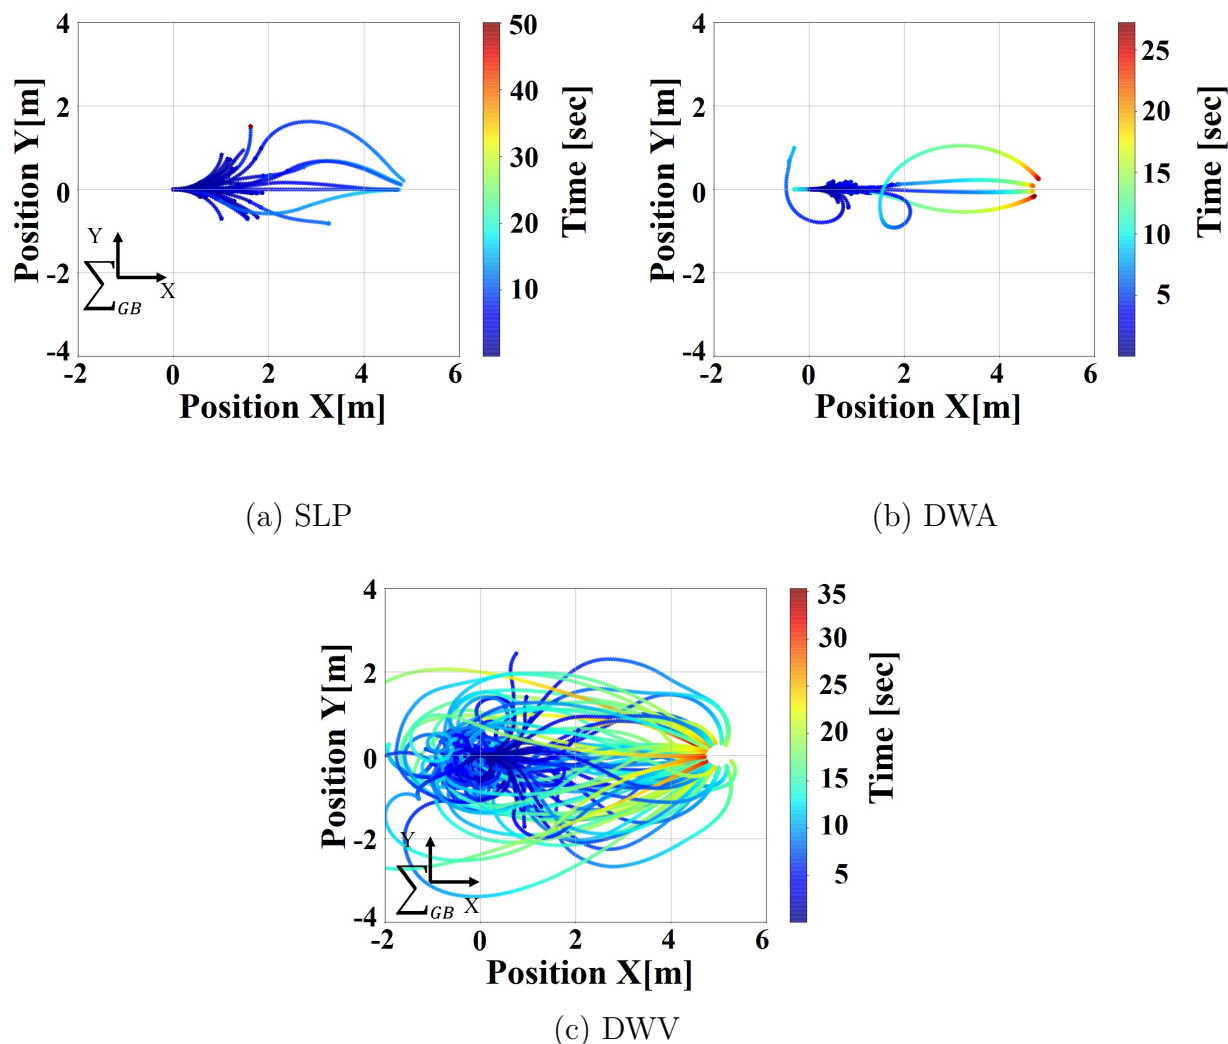 4
2
0
-2
-4
-2
0
2
4
6
Position Y[m]
Position X[m]
50
40
30
20
10
Time [sec]
Y
X
∑GB
(a) SLP
4
2
0
-2
-4
-2
0
2
4
6
Position Y[m]
Position X[m]
25
20
15
10
5
Time [sec]
(b) DWA
4
2
0
-2
-4
-2
0
2
4
6
Position Y[m]
Position X[m]
35
30
25
20
15
10
5
Time [sec]
Y
X
∑GB
(c) DWV